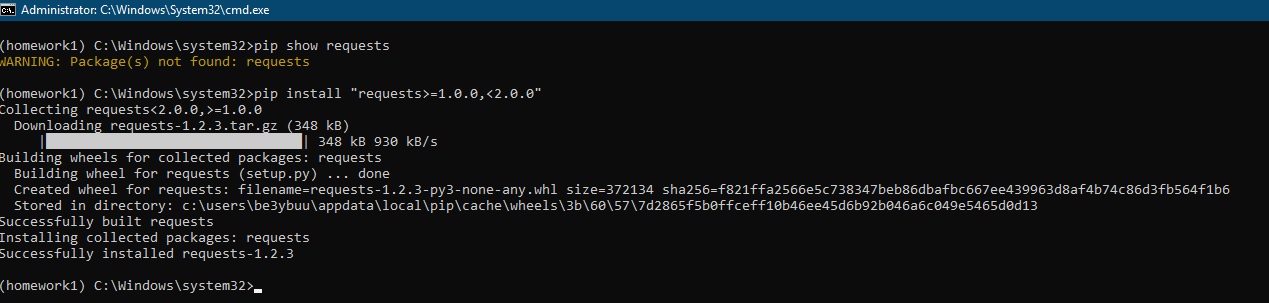 Administrator: C:\Windows\System32\cmd.exe
(homework1) C:\Windows\system32>pip show requests
WARNING: Package(s) not found: requests
(homework1) C:\Windows\system32>pip install "requests>=1.0.0,<2.0.0"
Collecting requests<2.0.0,>=1.0.0
Downloading requests-1.2.3.tar.gz (348 kB)
|████████████████████████████████| 348 kB 930 kB/s
Building wheels for collected packages: requests
Building wheel for requests (setup.py) ... done
Created wheel for requests: filename=requests-1.2.3-py3-none-any.whl size=372134 sha256=f821ffa2566e5c738347beb86dbafbc667ee439963d8af4b74c86d3fb564f1b6
Stored in directory: c:\users\be3ybuu\appdata\local\pip\cache\wheels\3b\60\57\7d2865f5b0ffceff10b46ee45d6b92b046a6c049e5465d0d13
Successfully built requests
Installing collected packages: requests
Successfully installed requests-1.2.3
(homework1) C:\Windows\system32>